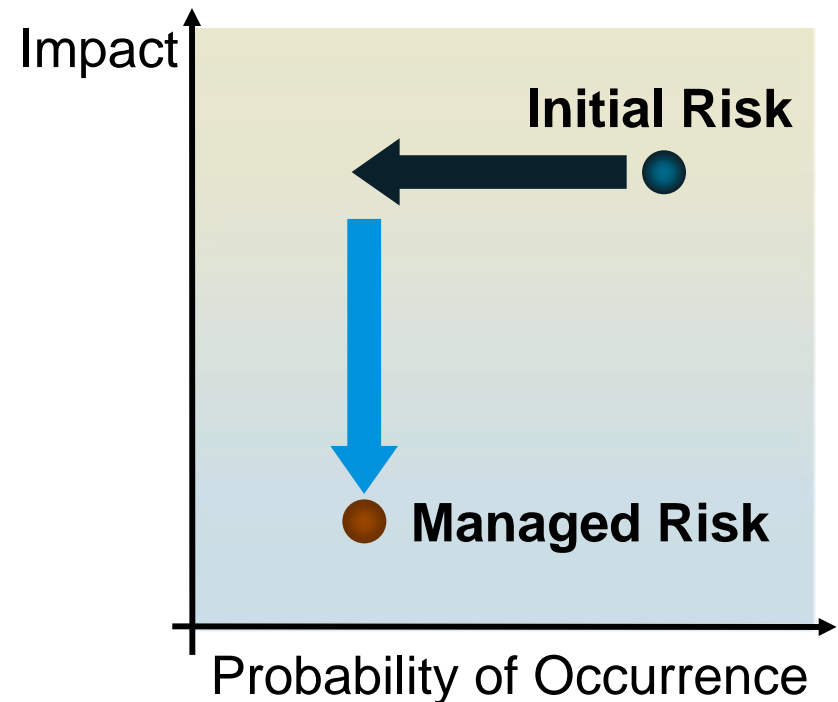 Impact
Initial Risk
Managed Risk
Probability of Occurrence